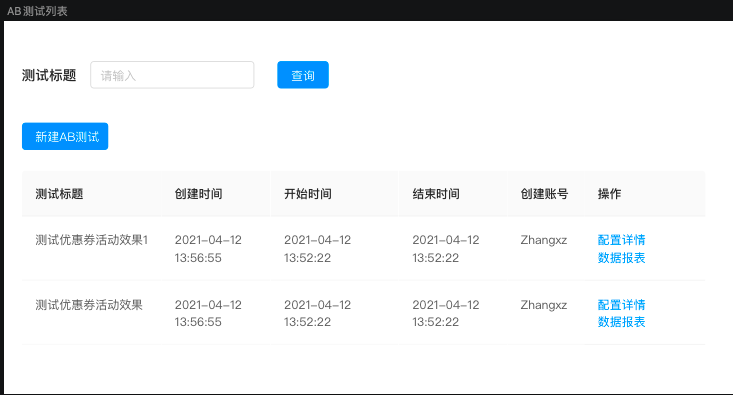 AB测试列表
测试标题 请输入 查询
新建AB测试
测试标题 创建时间 开始时间 结束时间 创建账号 操作
测试优惠券活动效果1 2021-04-12 2021-04-12 2021-04-12 Zhangxz 配置详情
13:56:55 13:52:22 13:52:22 数据报表
测试优惠券活动效果 2021-04-12 2021-04-12 2021-04-12 Zhangxz 配置详情
13:56:55 13:52:22 13:52:22 数据报表